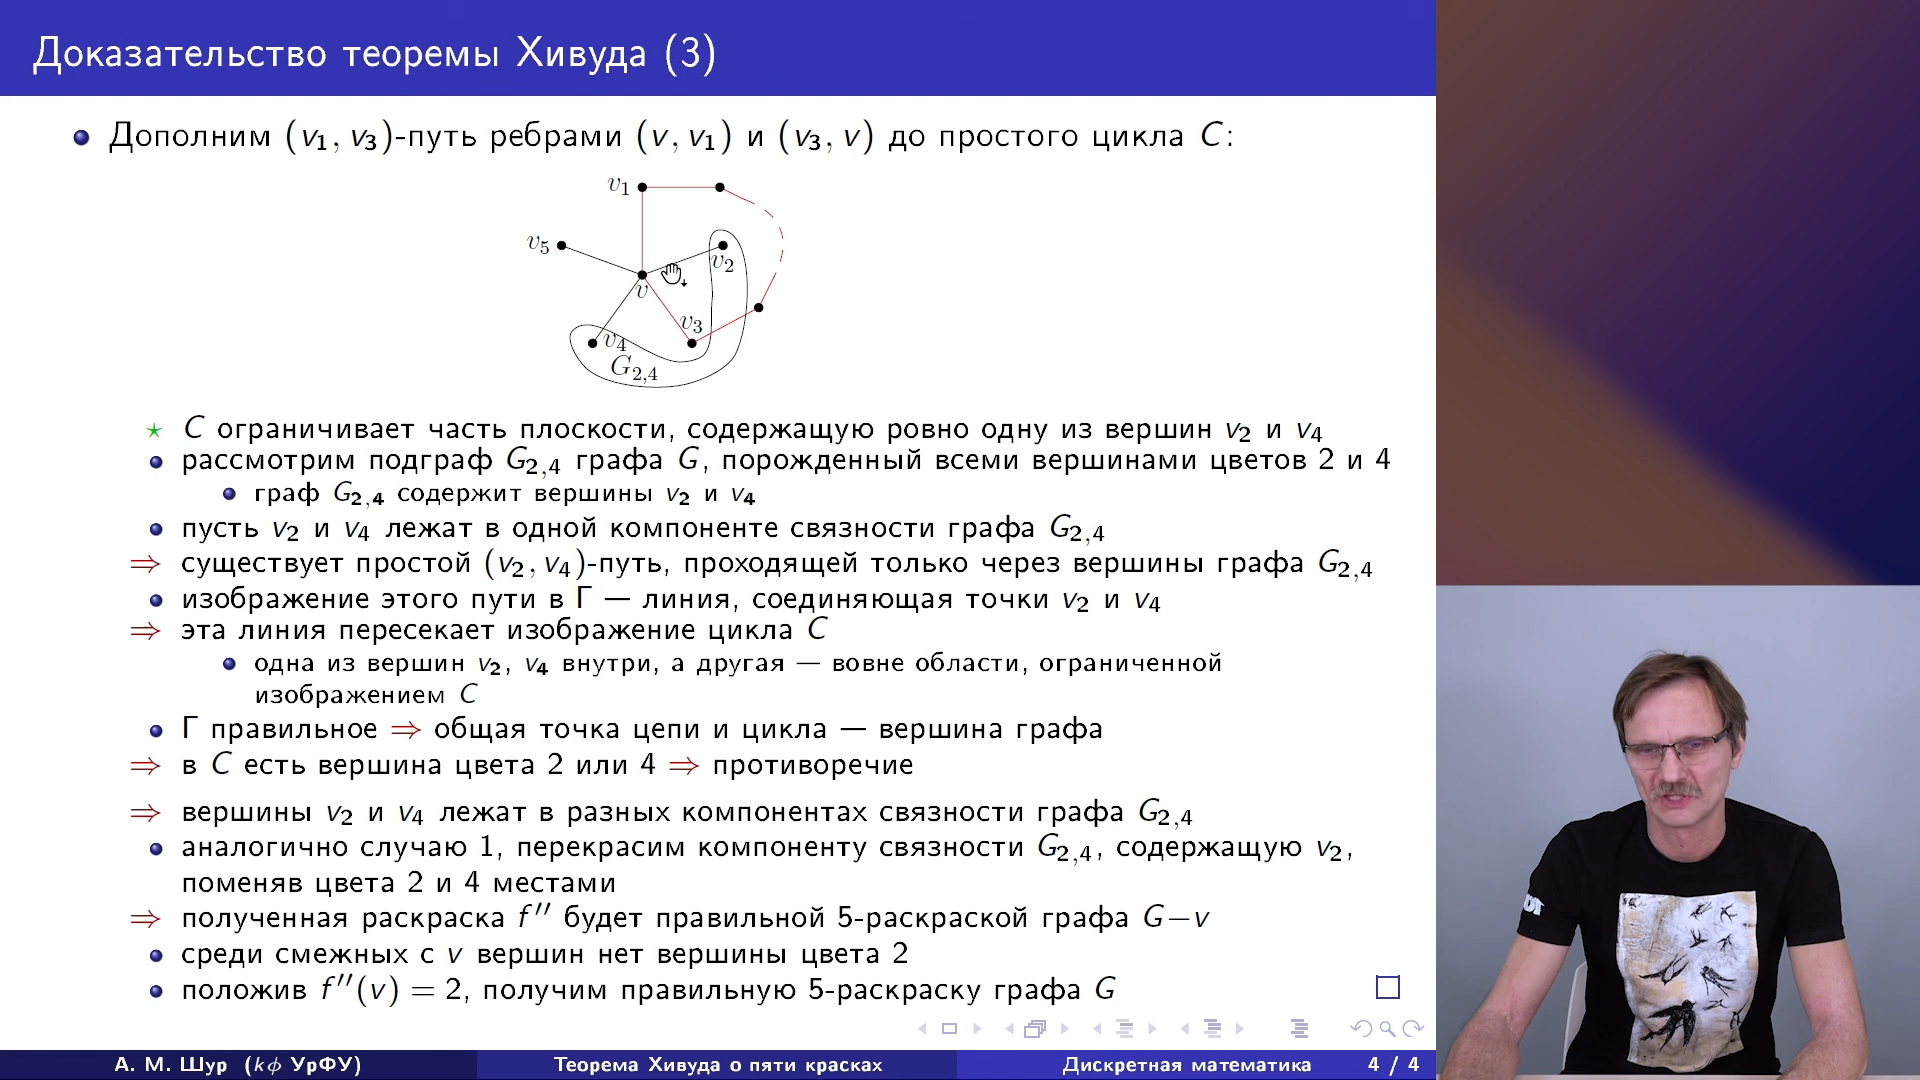 Доказательство теоремы Хивуда (3)
Дополним (v₁, v₃)-путь ребрами (v, v₁) и (v₃, v) до простого цикла C:
v₁
v₅
v₂
v
v₃
v₄
G₂,₄
⋆ C ограничивает часть плоскости, содержащую ровно одну из вершин v₂ и v₄
рассмотрим подграф G₂,₄ графа G, порожденный всеми вершинами цветов 2 и 4
граф G₂,₄ содержит вершины v₂ и v₄
пусть v₂ и v₄ лежат в одной компоненте связности графа G₂,₄
⇒ существует простой (v₂, v₄)-путь, проходящей только через вершины графа G₂,₄
изображение этого пути в Γ — линия, соединяющая точки v₂ и v₄
⇒ эта линия пересекает изображение цикла C
одна из вершин v₂, v₄ внутри, а другая — вовне области, ограниченной
изображением C
Γ правильное ⇒ общая точка цепи и цикла — вершина графа
⇒ в C есть вершина цвета 2 или 4 ⇒ противоречие
⇒ вершины v₂ и v₄ лежат в разных компонентах связности графа G₂,₄
аналогично случаю 1, перекрасим компоненту связности G₂,₄, содержащую v₂,
поменяв цвета 2 и 4 местами
⇒ полученная раскраска f″ будет правильной 5-раскраской графа G−v
среди смежных с v вершин нет вершины цвета 2
положив f″(v) = 2, получим правильную 5-раскраску графа G
А. М. Шур (kф УрФУ) Теорема Хивуда о пяти красках Дискретная математика 4 / 4